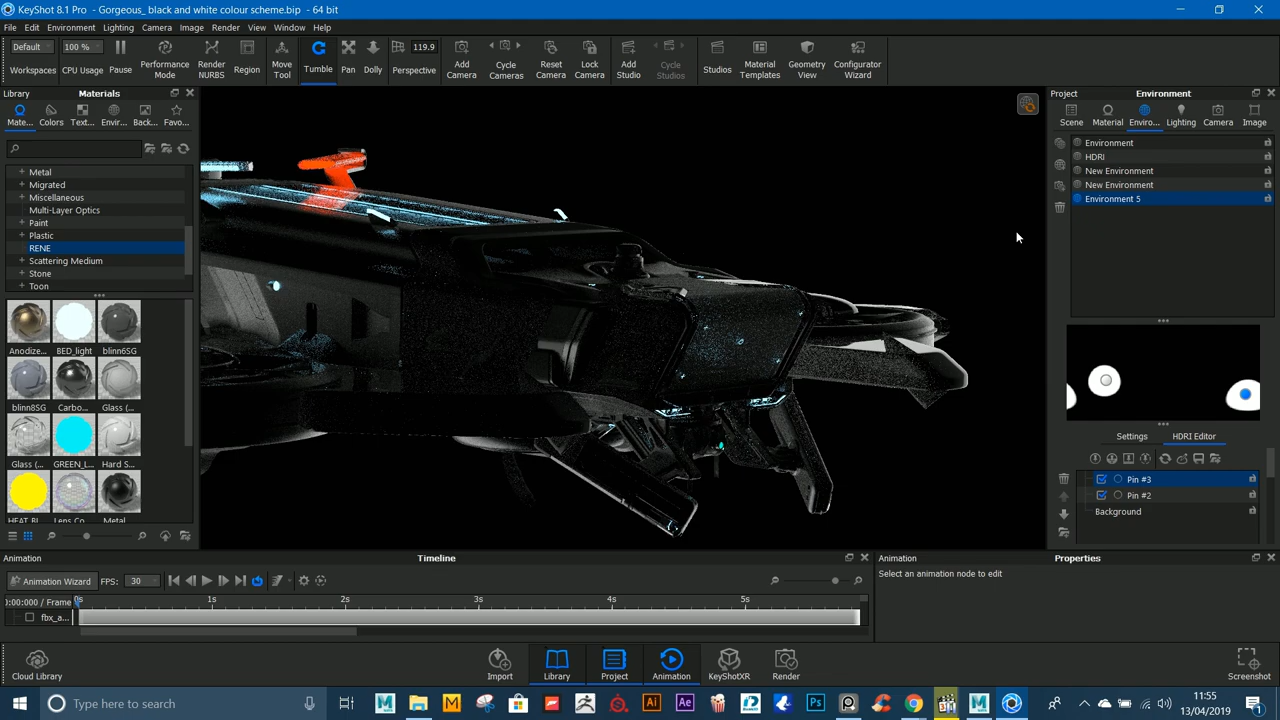 KeyShot 8.1 Pro - Gorgeous_ black and white colour scheme.bip - 64 bit
File Edit Environment Lighting Camera Image Render View Window Help
Default 100 % 119.9
Workspaces CPU Usage Pause Performance Mode Render NURBS Region Move Tool Tumble Pan Dolly Perspective Add Camera Cycle Cameras Reset Camera Lock Camera Add Studio Cycle Studios Studios Material Templates Geometry View Configurator Wizard
Library Materials
Mate... Colors Text... Envir... Back... Favo...
Metal
Migrated
Miscellaneous
Multi-Layer Optics
Paint
Plastic
RENE
Scattering Medium
Stone
Toon
Anodize... BED_light blinn6SG
blinn8SG Carbo... Glass (...
Glass (... GREEN_L... Hard S...
HEAT BL... Lens Co... Metal
Project Environment
Scene Material Enviro... Lighting Camera Image
Environment
HDRI
New Environment
New Environment
Environment 5
Settings HDRI Editor
Pin #3
Pin #2
Background
Animation Timeline
Animation Wizard FPS: 30
0:00:000 / Frame 0s 1s 2s 3s 4s 5s
fbx_a...
Animation Properties
Select an animation node to edit
Cloud Library Import Library Project Animation KeyShotXR Render Screenshot
Type here to search
11:55
13/04/2019